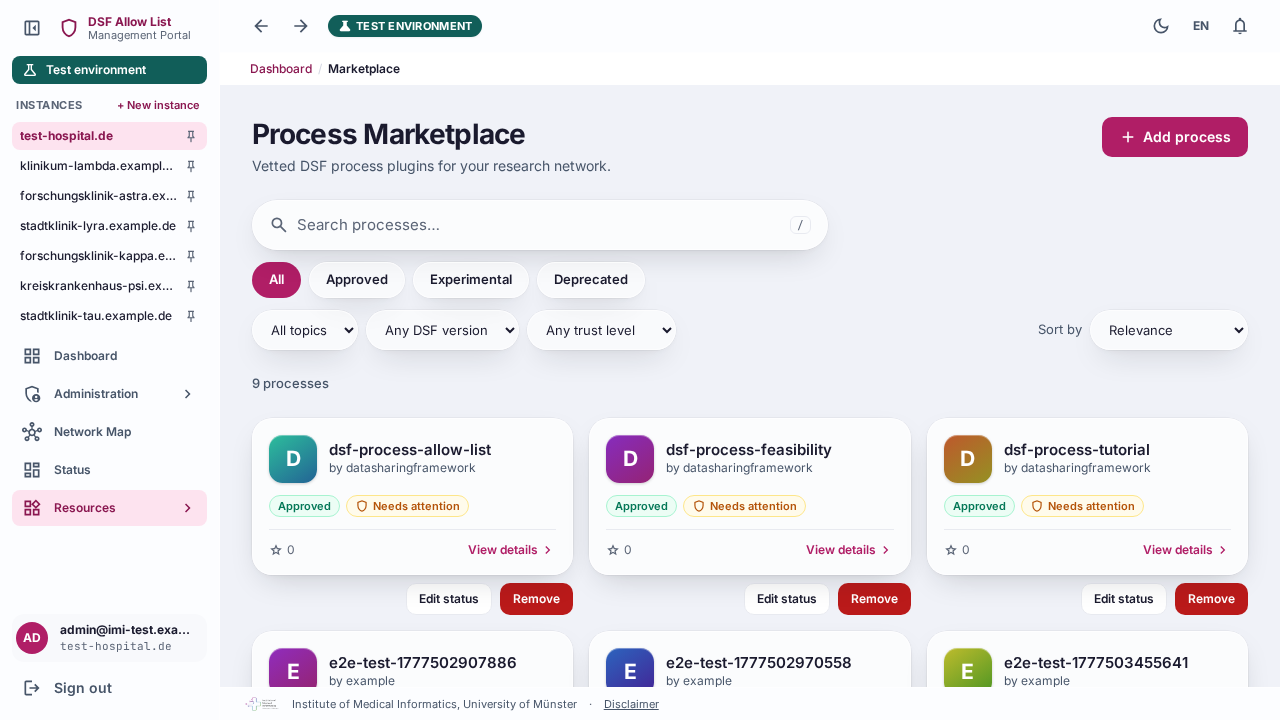 DSF Allow List
Management Portal
TEST ENVIRONMENT
EN
Test environment
Dashboard / Marketplace
INSTANCES
+ New instance
test-hospital.de
klinikum-lambda.exampl...
forschungsklinik-astra.ex...
stadtklinik-lyra.example.de
forschungsklinik-kappa.e...
kreiskrankenhaus-psi.ex...
stadtklinik-tau.example.de
Dashboard
Administration
Network Map
Status
Resources
AD
admin@imi-test.exa...
test-hospital.de
Sign out
Process Marketplace
Vetted DSF process plugins for your research network.
+ Add process
Search processes...
/
All
Approved
Experimental
Deprecated
All topics
Any DSF version
Any trust level
Sort by
Relevance
9 processes
D
dsf-process-allow-list
by datasharingframework
Approved
Needs attention
0
View details
Edit status
Remove
D
dsf-process-feasibility
by datasharingframework
Approved
Needs attention
0
View details
Edit status
Remove
D
dsf-process-tutorial
by datasharingframework
Approved
Needs attention
0
View details
Edit status
Remove
E
e2e-test-1777502907886
by example
E
e2e-test-1777502970558
by example
E
e2e-test-1777503455641
by example
Institute of Medical Informatics, University of Münster · Disclaimer